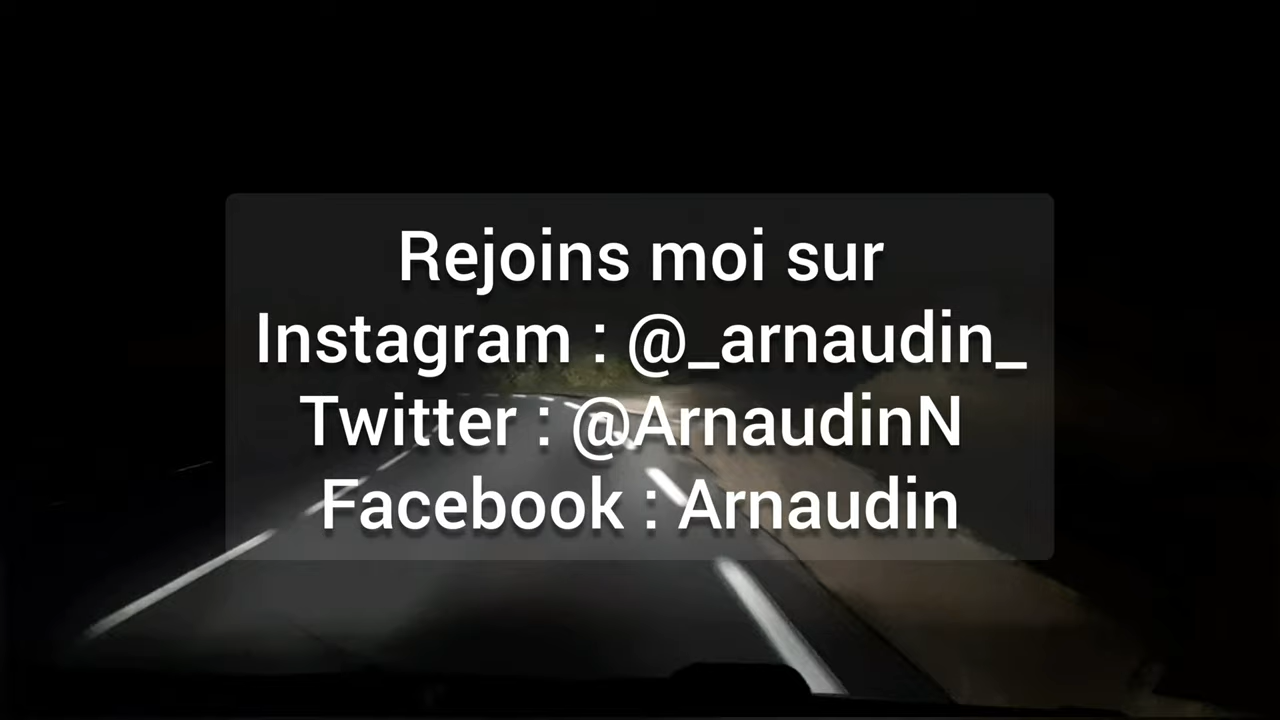 Rejoins moi sur
Instagram : @_arnaudin_
Twitter : @ArnaudinN
Facebook : Arnaudin